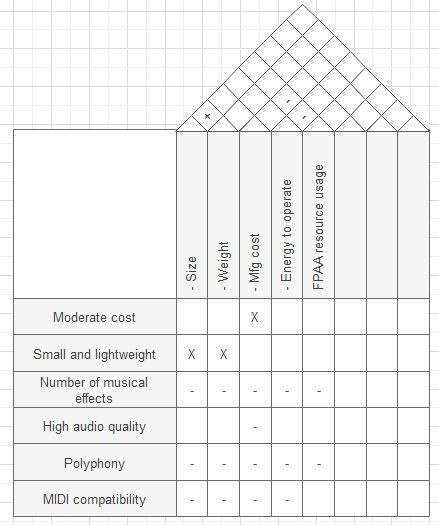 -
× -
- Size
- Weight
- Mfg cost
- Energy to operate
FPAA resource usage
Moderate cost X
Small and lightweight X X
Number of musical
effects - - - - -
High audio quality -
Polyphony - - - - -
MIDI compatibility - - - -